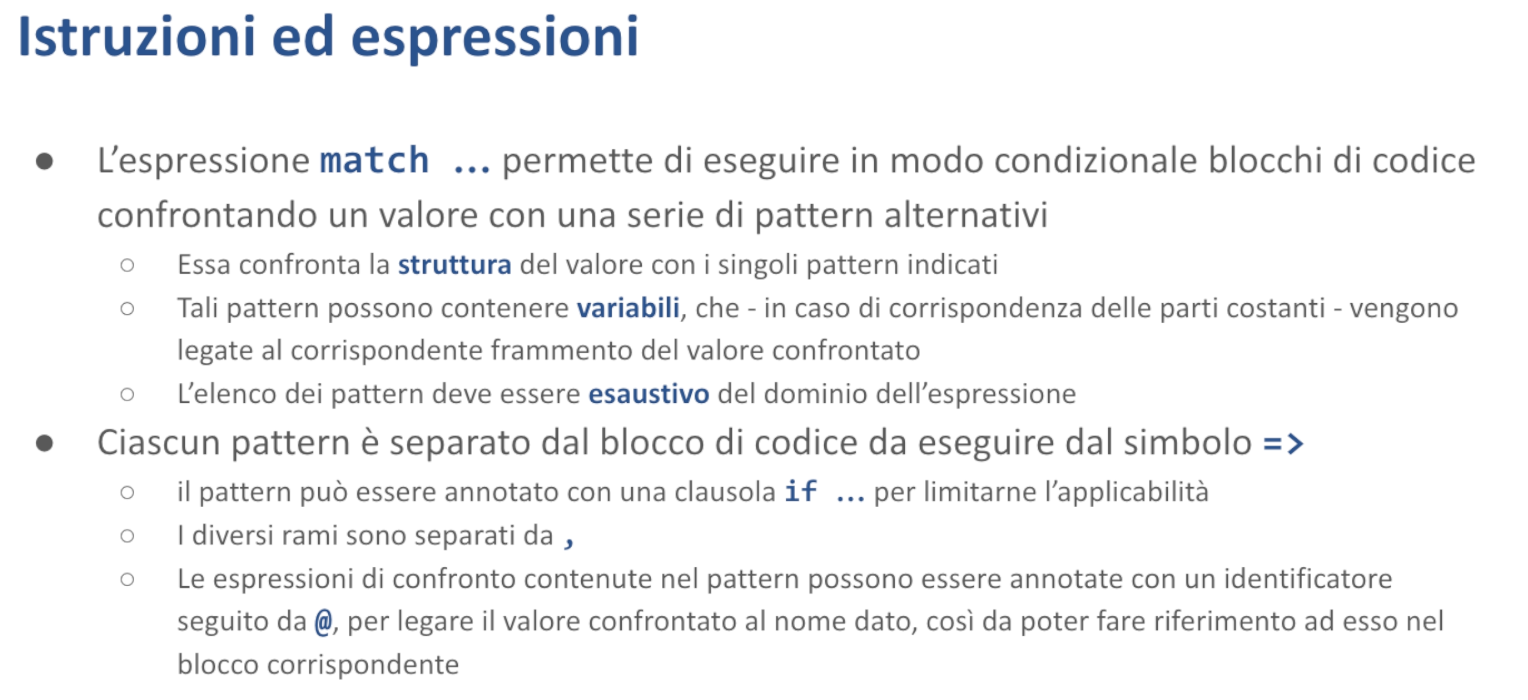 Istruzioni ed espressioni
● L’espressione match ... permette di eseguire in modo condizionale blocchi di codice
confrontando un valore con una serie di pattern alternativi
○ Essa confronta la struttura del valore con i singoli pattern indicati
○ Tali pattern possono contenere variabili, che - in caso di corrispondenza delle parti costanti - vengono
legate al corrispondente frammento del valore confrontato
○ L’elenco dei pattern deve essere esaustivo del dominio dell’espressione
● Ciascun pattern è separato dal blocco di codice da eseguire dal simbolo =>
○ il pattern può essere annotato con una clausola if ... per limitarne l’applicabilità
○ I diversi rami sono separati da ,
○ Le espressioni di confronto contenute nel pattern possono essere annotate con un identificatore
seguito da @, per legare il valore confrontato al nome dato, così da poter fare riferimento ad esso nel
blocco corrispondente